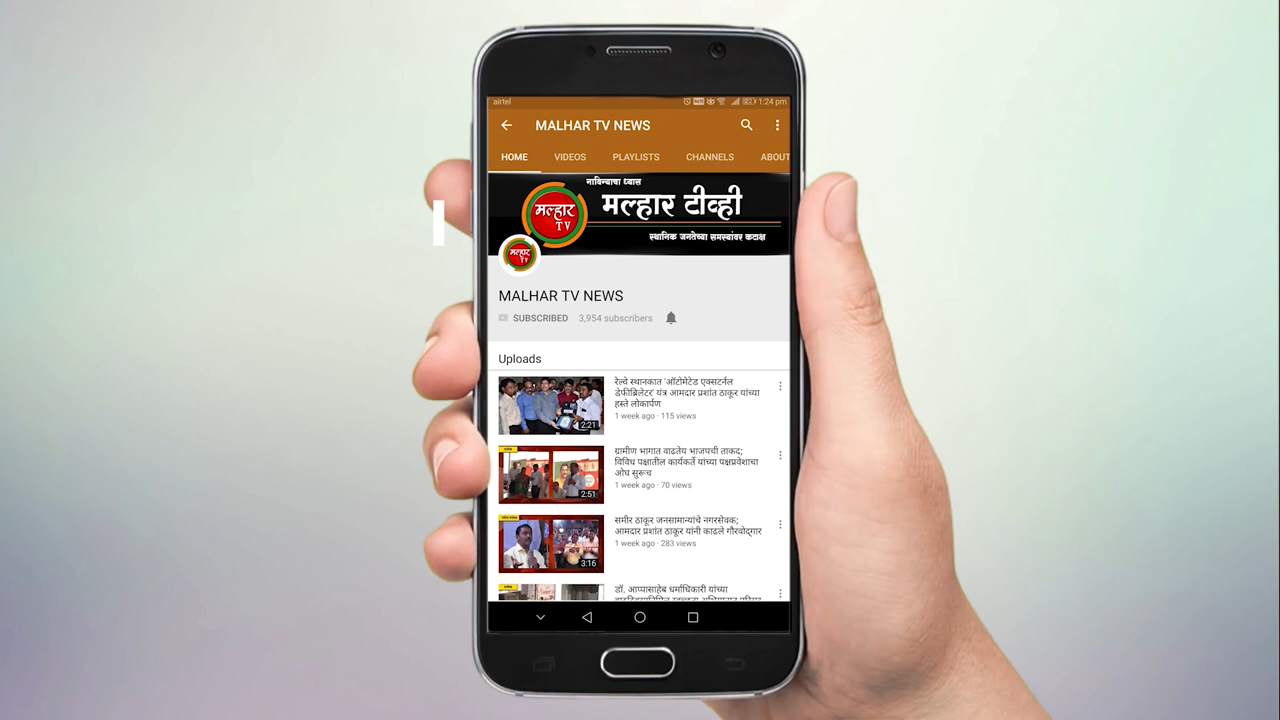 airtel 1:24 pm
MALHAR TV NEWS
HOME VIDEOS PLAYLISTS CHANNELS ABOUT
नाविन्याचा ध्यास
मल्हार टीव्ही
मल्हार
TV
स्थानिक जनतेच्या समस्यांवर कटाक्ष
मल्हार
TV
MALHAR TV NEWS
SUBSCRIBED 3,954 subscribers
Uploads
रेल्वे स्थानकात 'ऑटोमेटेड एक्सटर्नल
डेफीब्रिलेटर' यंत्र आमदार प्रशांत ठाकूर यांच्या
हस्ते लोकार्पण
1 week ago · 115 views
2:21
ग्रामीण भागात वाढतेय भाजपची ताकद;
विविध पक्षातील कार्यकर्ते यांच्या पक्षप्रवेशाचा
ओघ सुरूच
1 week ago · 70 views
2:51
समीर ठाकूर जनसामान्यांचे नगरसेवक;
आमदार प्रशांत ठाकूर यांनी काढले गौरवोद्गार
1 week ago · 283 views
3:16
डॉ. आप्पासाहेब धर्माधिकारी यांच्या